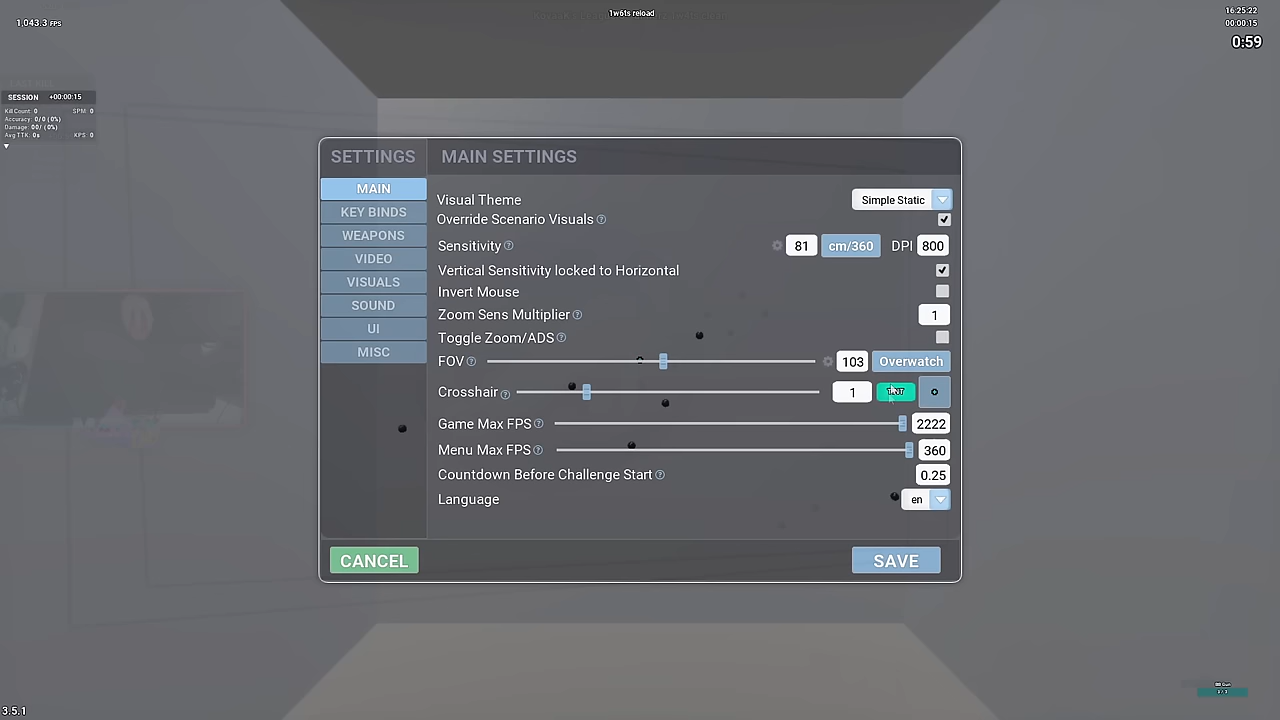 1,043.3 FPS
1w6ts reload
16:25:22
00:00:15
0:59
SESSION +00:00:15
Kill Count: 0 SPM: 0
Accuracy: 0/0 (0%)
Damage: 00/ (0%)
Avg TTK: 0s KPS: 0
SETTINGS
MAIN SETTINGS
MAIN
KEY BINDS
WEAPONS
VIDEO
VISUALS
SOUND
UI
MISC
Visual Theme Simple Static
Override Scenario Visuals
Sensitivity 81 cm/360 DPI 800
Vertical Sensitivity locked to Horizontal
Invert Mouse
Zoom Sens Multiplier 1
Toggle Zoom/ADS
FOV 103 Overwatch
Crosshair 1
Game Max FPS 2222
Menu Max FPS 360
Countdown Before Challenge Start 0.25
Language en
CANCEL
SAVE
3.5.1